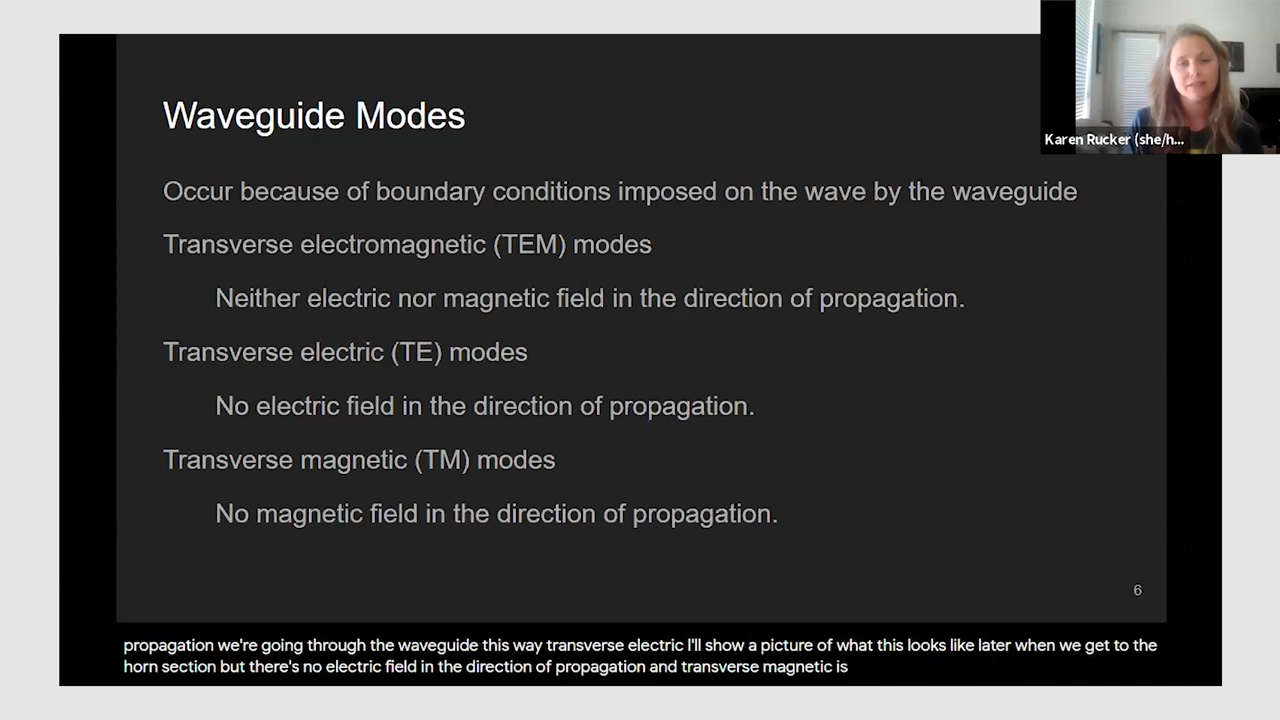 Waveguide Modes
Karen Rucker (she/h...
Occur because of boundary conditions imposed on the wave by the waveguide
Transverse electromagnetic (TEM) modes
Neither electric nor magnetic field in the direction of propagation.
Transverse electric (TE) modes
No electric field in the direction of propagation.
Transverse magnetic (TM) modes
No magnetic field in the direction of propagation.
6
propagation we're going through the waveguide this way transverse electric I'll show a picture of what this looks like later when we get to the
horn section but there's no electric field in the direction of propagation and transverse magnetic is